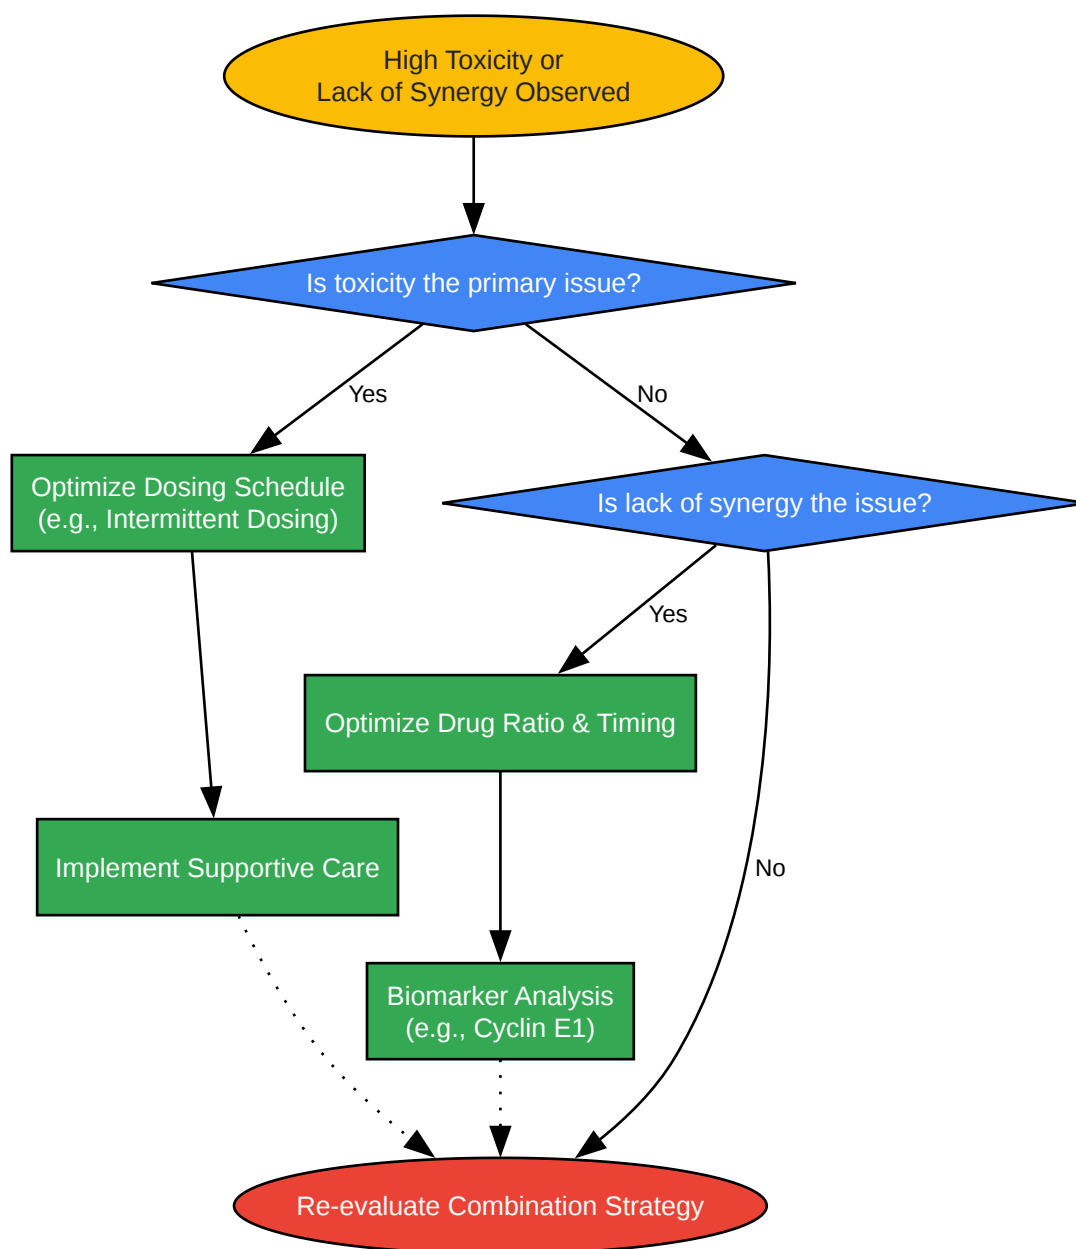 High Toxicity or
Lack of Synergy Observed
Is toxicity the primary issue?
Yes
No
Optimize Dosing Schedule
(e.g., Intermittent Dosing)
Is lack of synergy the issue?
Yes
Optimize Drug Ratio & Timing
Implement Supportive Care
No
Biomarker Analysis
(e.g., Cyclin E1)
Re-evaluate Combination Strategy